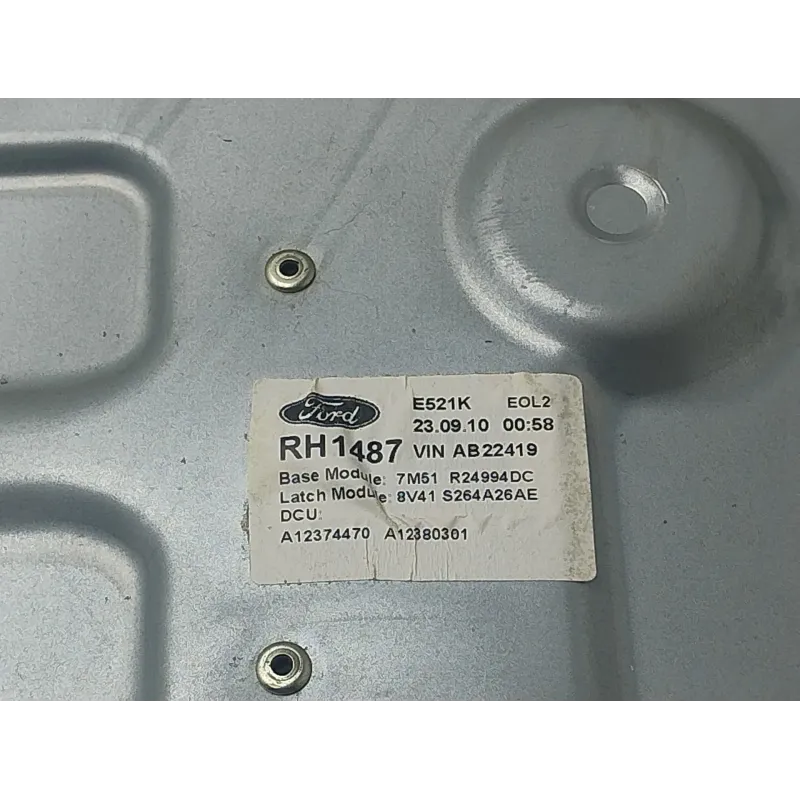 Ford E521K EOL2
23.09.10 00:58
RH1487 VIN AB22419
Base Module: 7M51 R24994DC
Latch Module: 8V41 S264A26AE
DCU:
A12374470 A12380301